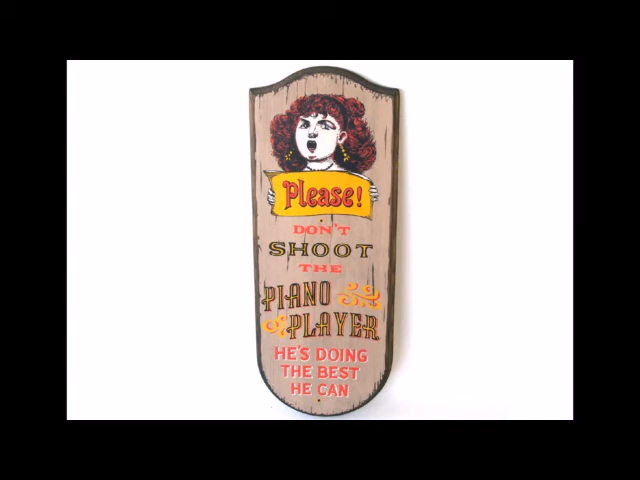 Please!
DON'T
SHOOT
THE
PIANO
PLAYER
HE'S DOING
THE BEST
HE CAN